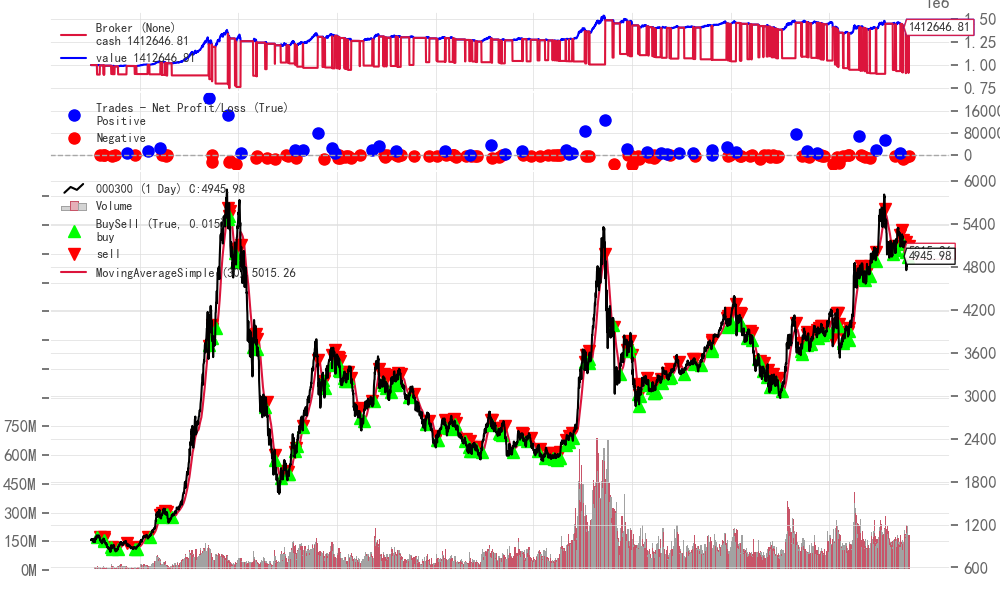 1e6
Broker (None)
cash 1412646.81
value 1412646.81
1.50
1412646.81
1.25
1.00
0.75
Trades - Net Profit/Loss (True)
Positive
Negative
16000
80000
0
000300 (1 Day) C:4945.98
Volume
BuySell (True, 0.015)
buy
sell
MovingAverageSimple (30) 5015.26
6000
5400
4945.98
4800
4200
3600
3000
2400
1800
1200
600
750M
600M
450M
300M
150M
0M